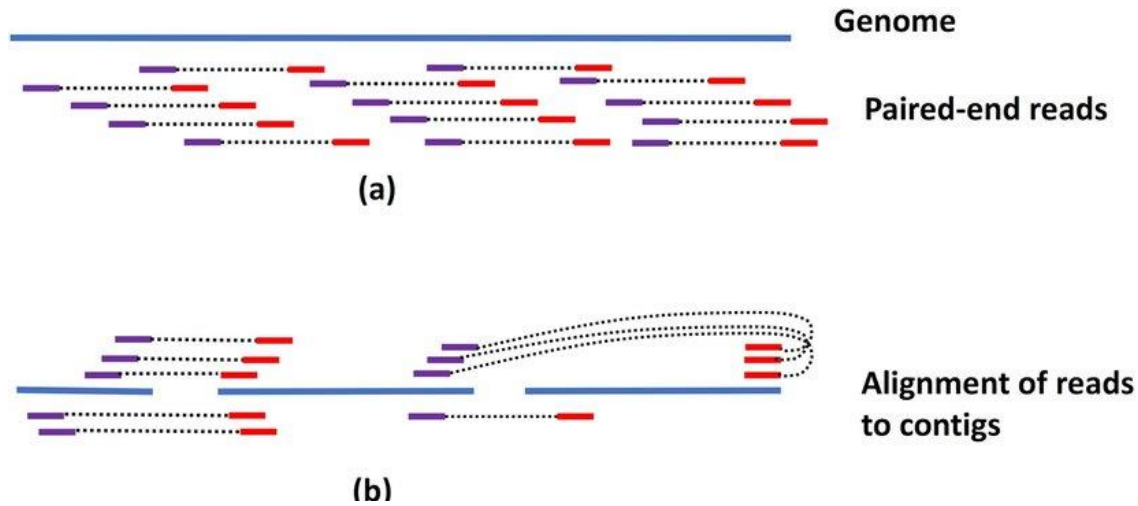 Genome
Paired-end reads
(a)
Alignment of reads
to contigs
(b)